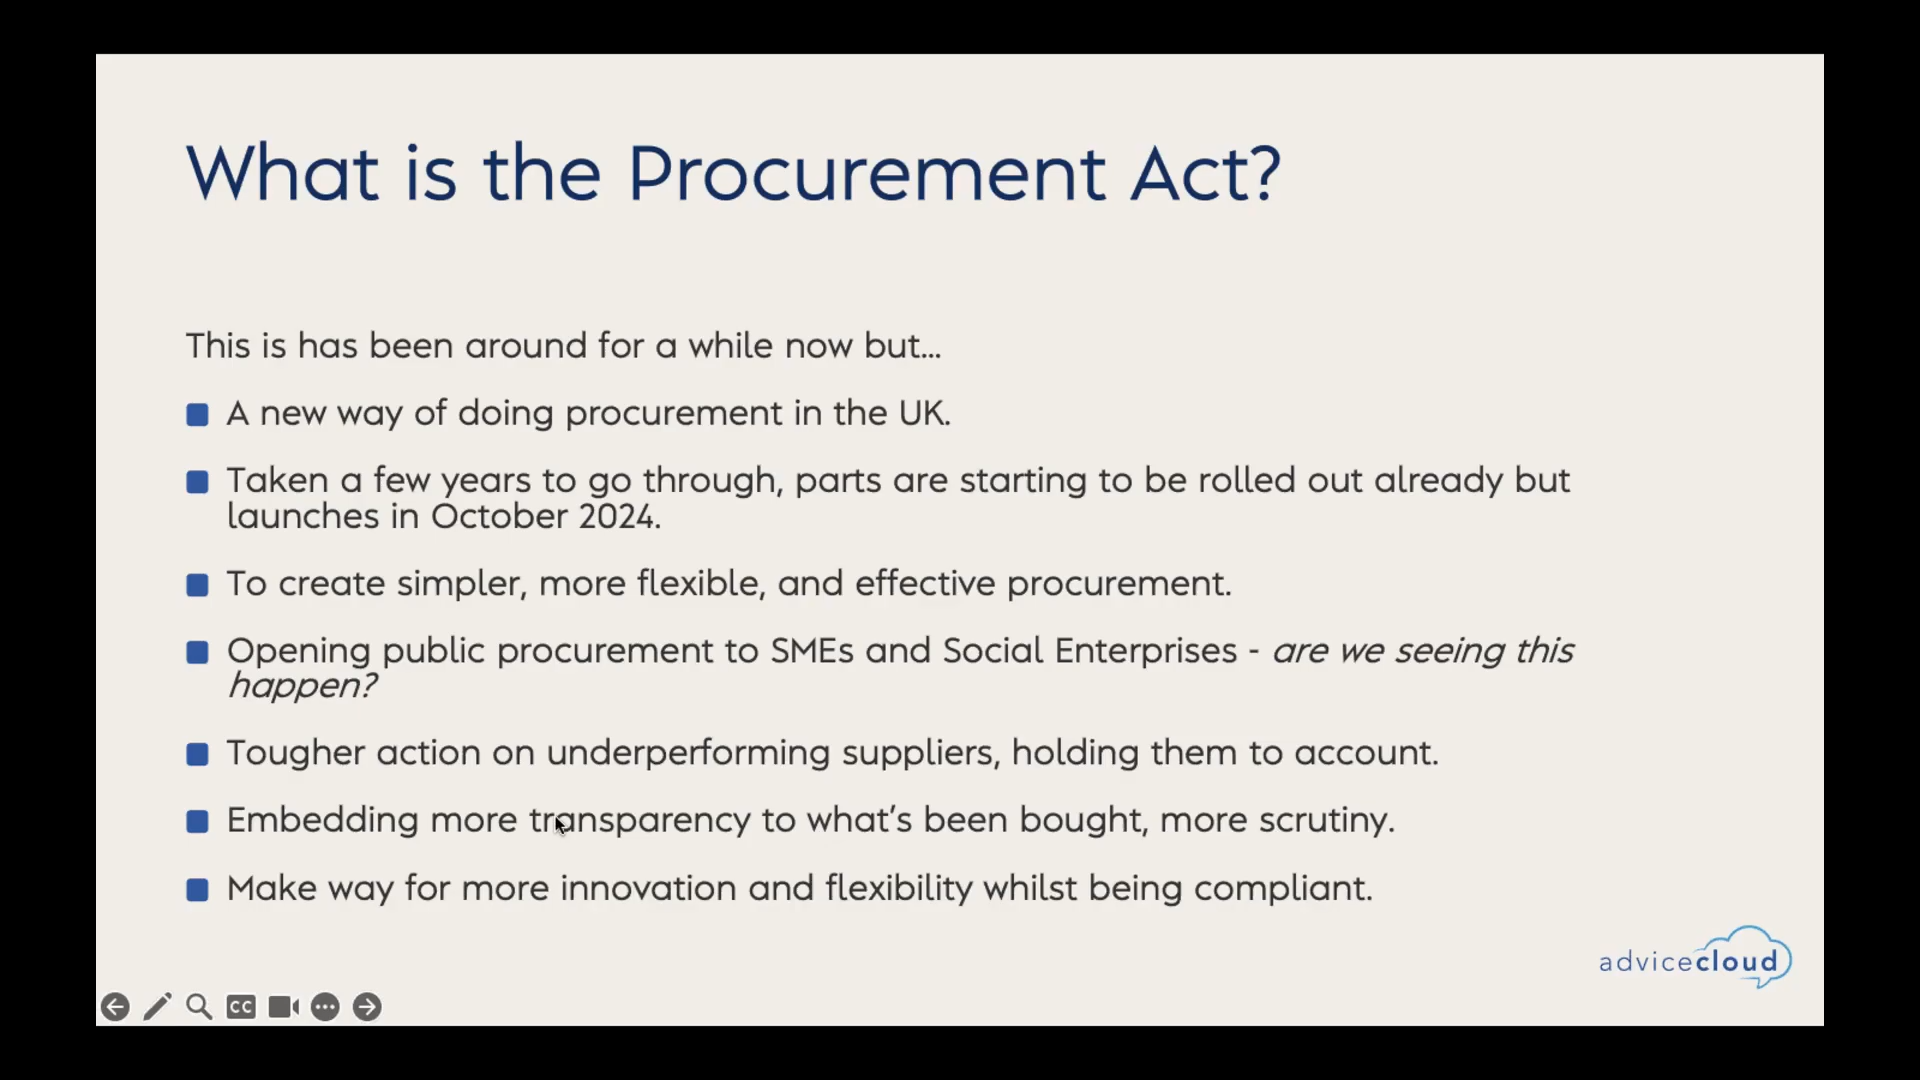 What is the Procurement Act?
This is has been around for a while now but...
A new way of doing procurement in the UK.
Taken a few years to go through, parts are starting to be rolled out already but
launches in October 2024.
To create simpler, more flexible, and effective procurement.
Opening public procurement to SMEs and Social Enterprises - are we seeing this
happen?
Tougher action on underperforming suppliers, holding them to account.
Embedding more transparency to what's been bought, more scrutiny.
Make way for more innovation and flexibility whilst being compliant.
advicecloud
CC